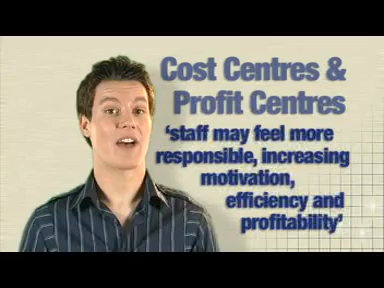 Cost Centres &
Profit Centres
‘staff may feel more
responsible, increasing
motivation,
efficiency and
profitability’